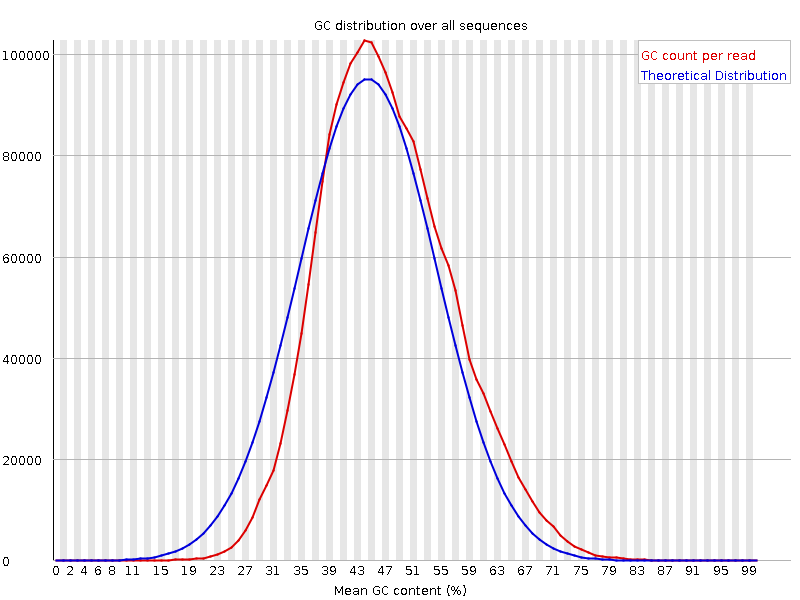 GC distribution over all sequences
GC count per read
Theoretical Distribution
100000
80000
60000
40000
20000
0
0 2 4 6 8 11 15 19 23 27 31 35 39 43 47 51 55 59 63 67 71 75 79 83 87 91 95 99
Mean GC content (%)